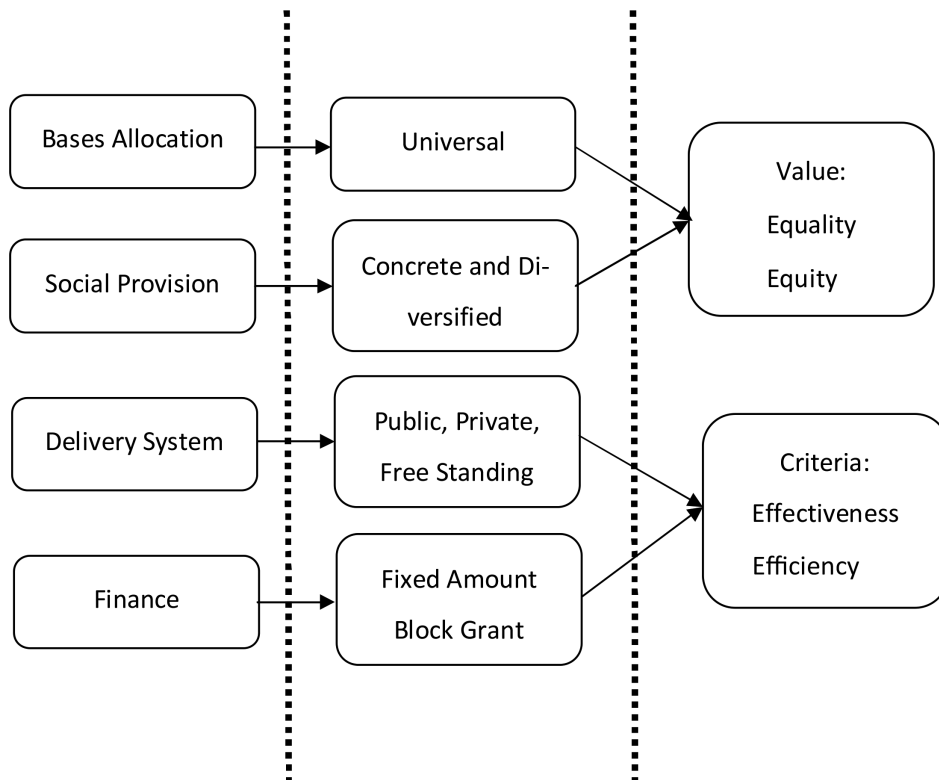 Bases Allocation
Universal
Value:
Equality
Equity
Social Provision
Concrete and Di-
versified
Delivery System
Public, Private,
Free Standing
Criteria:
Effectiveness
Efficiency
Finance
Fixed Amount
Block Grant